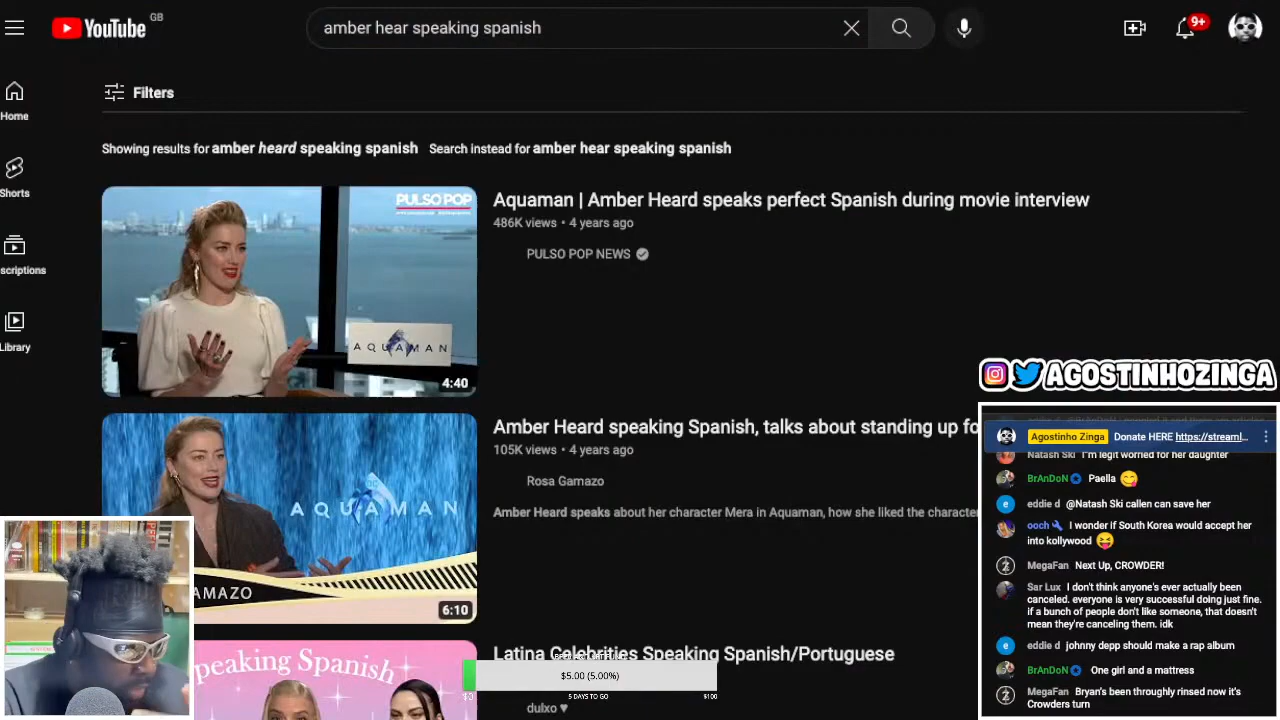 YouTube GB
amber hear speaking spanish
9+
Home
Shorts
scriptions
Library
Filters
Showing results for amber heard speaking spanish Search instead for amber hear speaking spanish
PULSO POP
AQUAMAN
4:40
Aquaman | Amber Heard speaks perfect Spanish during movie interview
486K views • 4 years ago
PULSO POP NEWS
AQUAMAN
AMAZO
6:10
Amber Heard speaking Spanish, talks about standing up fo
105K views • 4 years ago
Rosa Gamazo
Amber Heard speaks about her character Mera in Aquaman, how she liked the character
peaking Spanish
Latina Celebrities Speaking Spanish/Portuguese
dulxo ♥
$5.00 (5.00%)
$0
5 DAYS TO GO
$100
AGOSTINHOZINGA
Agostinho Zinga Donate HERE https://streaml...
Natash Ski I'm legit worried for her daughter
BrAnDoN Paella 😋
eddie d @Natash Ski callen can save her
ooch I wonder if South Korea would accept her
into kollywood 😝
MegaFan Next Up, CROWDER!
Sar Lux I don't think anyone's ever actually been
canceled. everyone is very successful doing just fine.
if a bunch of people don't like someone, that doesn't
mean they're canceling them. idk
eddie d johnny depp should make a rap album
BrAnDoN One girl and a mattress
MegaFan Bryan's been throughly rinsed now it's
Crowders turn